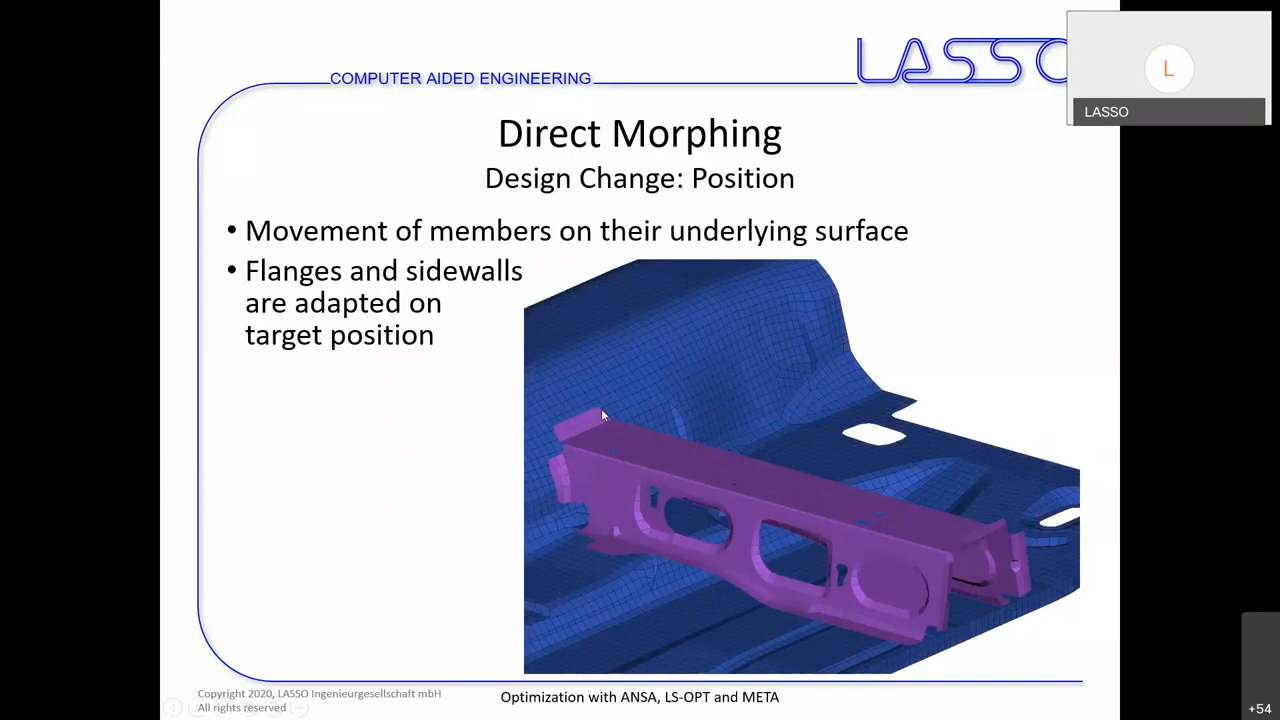 LASSO
COMPUTER AIDED ENGINEERING
L
LASSO
Direct Morphing
Design Change: Position
• Movement of members on their underlying surface
• Flanges and sidewalls
are adapted on
target position
Copyright 2020, LASSO Ingenieurgesellschaft mbH
All rights reserved
Optimization with ANSA, LS-OPT and META
+54